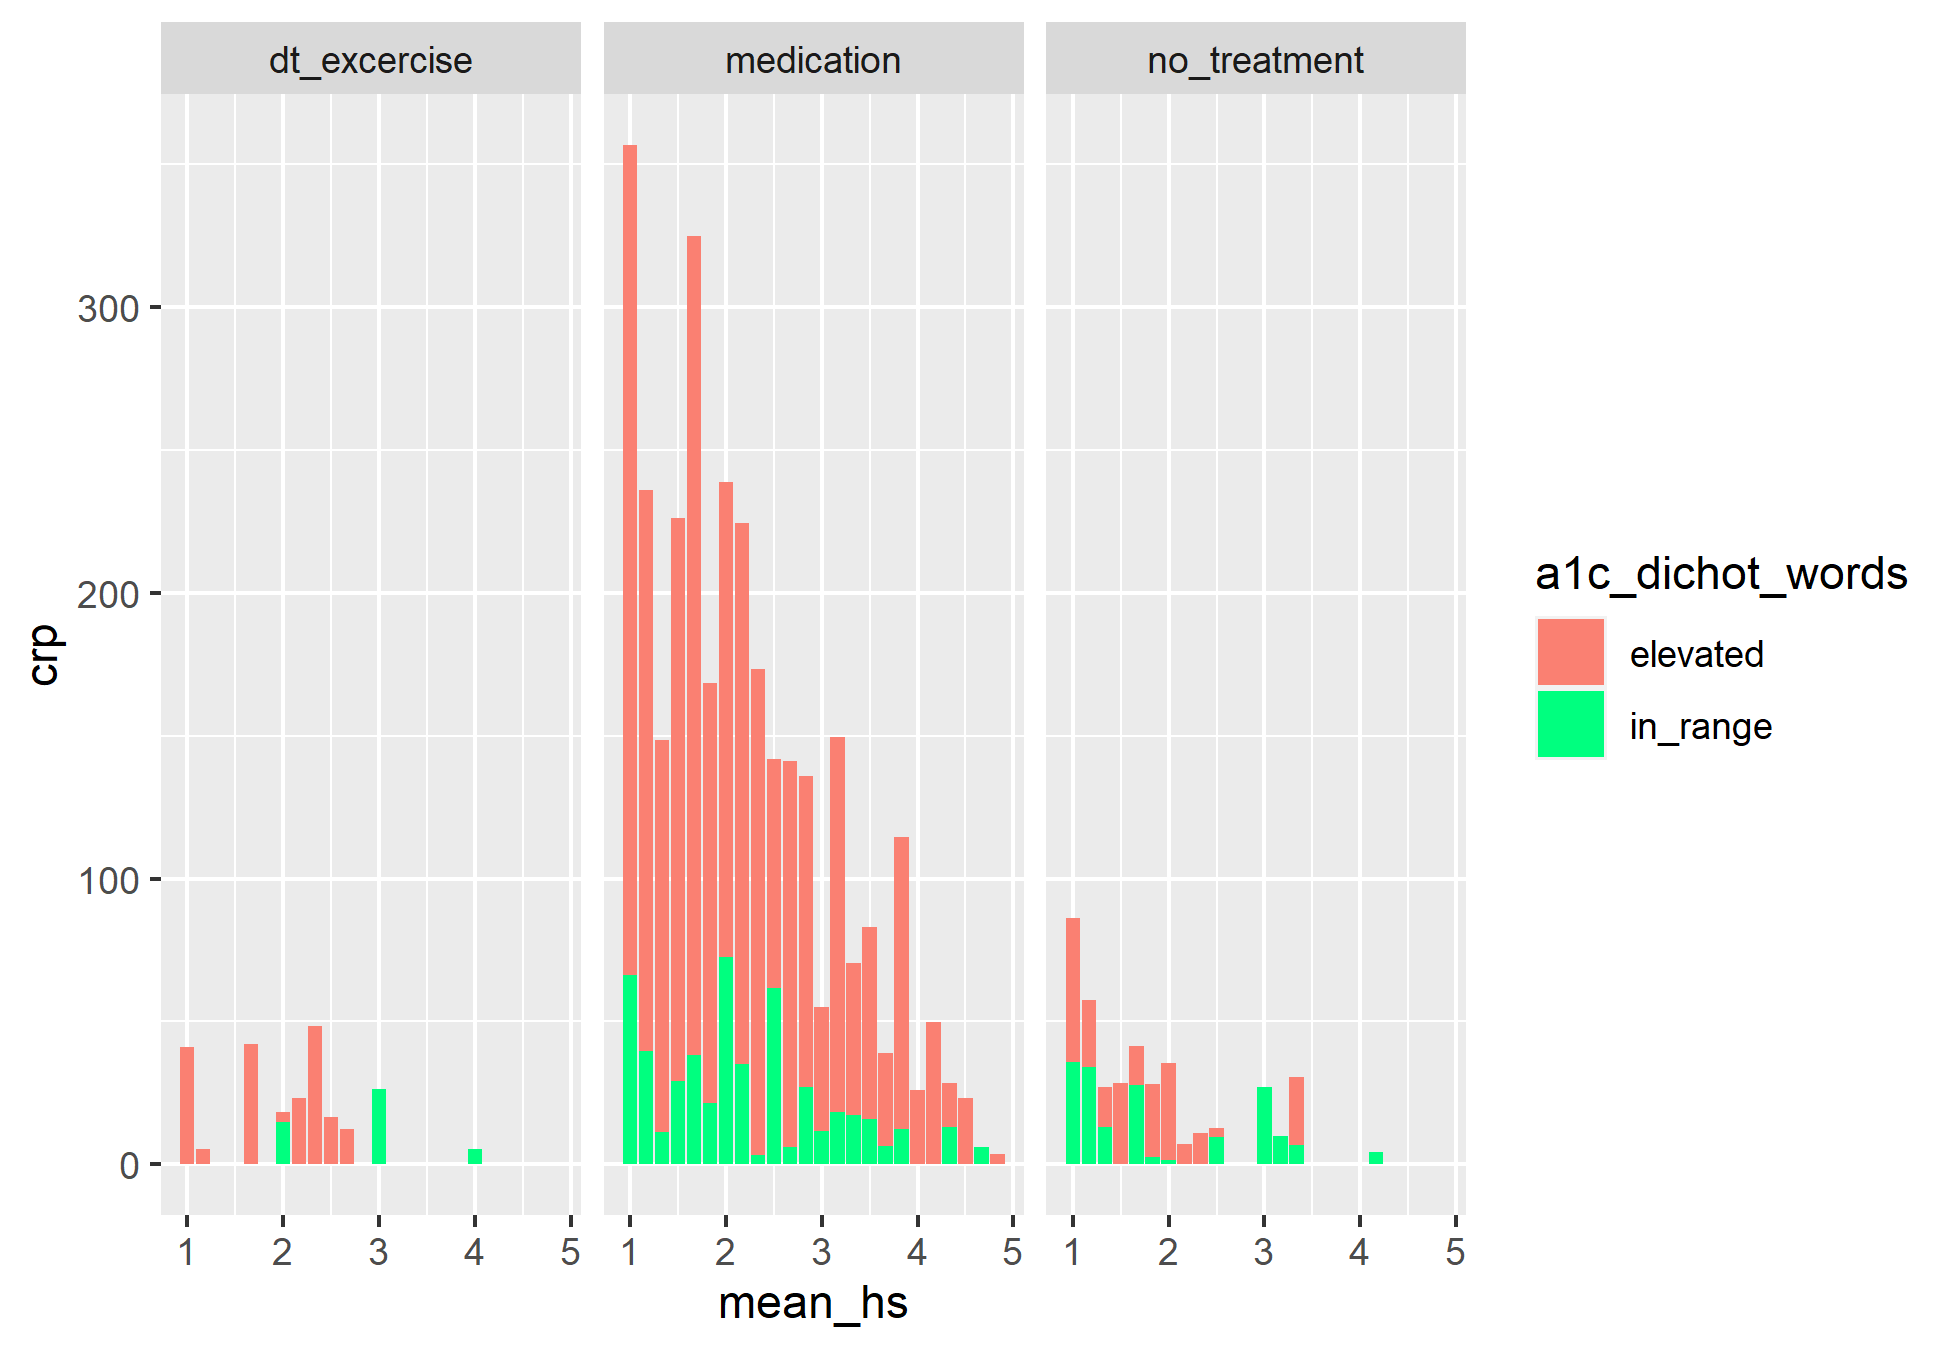 dt_excercise medication no_treatment
300
200
100
0
crp
1 2 3 4 5 1 2 3 4 5 1 2 3 4 5
mean_hs
a1c_dichot_words
elevated
in_range